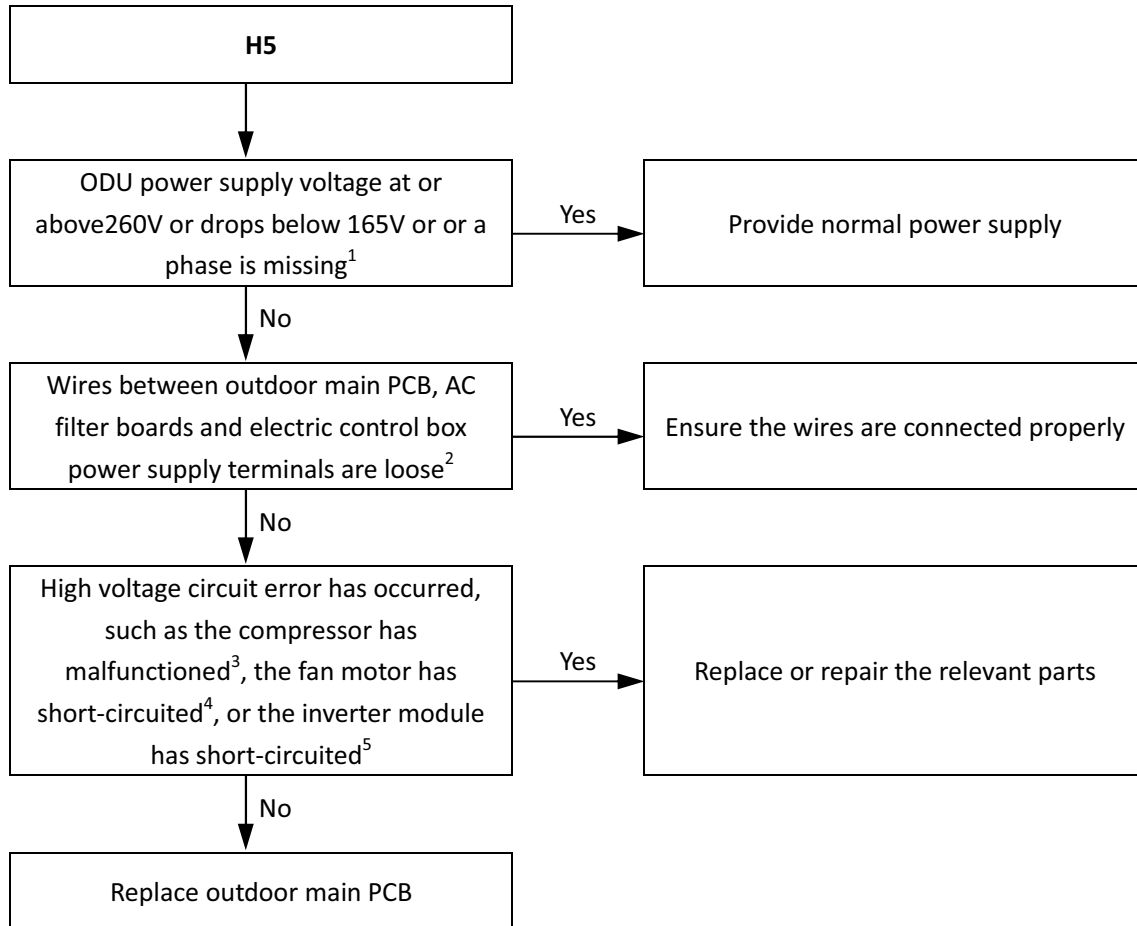 H5
ODU power supply voltage at or
above260V or drops below 165V or or a
phase is missing1
Yes
Provide normal power supply
No
Wires between outdoor main PCB, AC
filter boards and electric control box
power supply terminals are loose2
Yes
Ensure the wires are connected properly
No
High voltage circuit error has occurred,
such as the compressor has
malfunctioned3, the fan motor has
short-circuited4, or the inverter module
has short-circuited5
Yes
Replace or repair the relevant parts
No
Replace outdoor main PCB